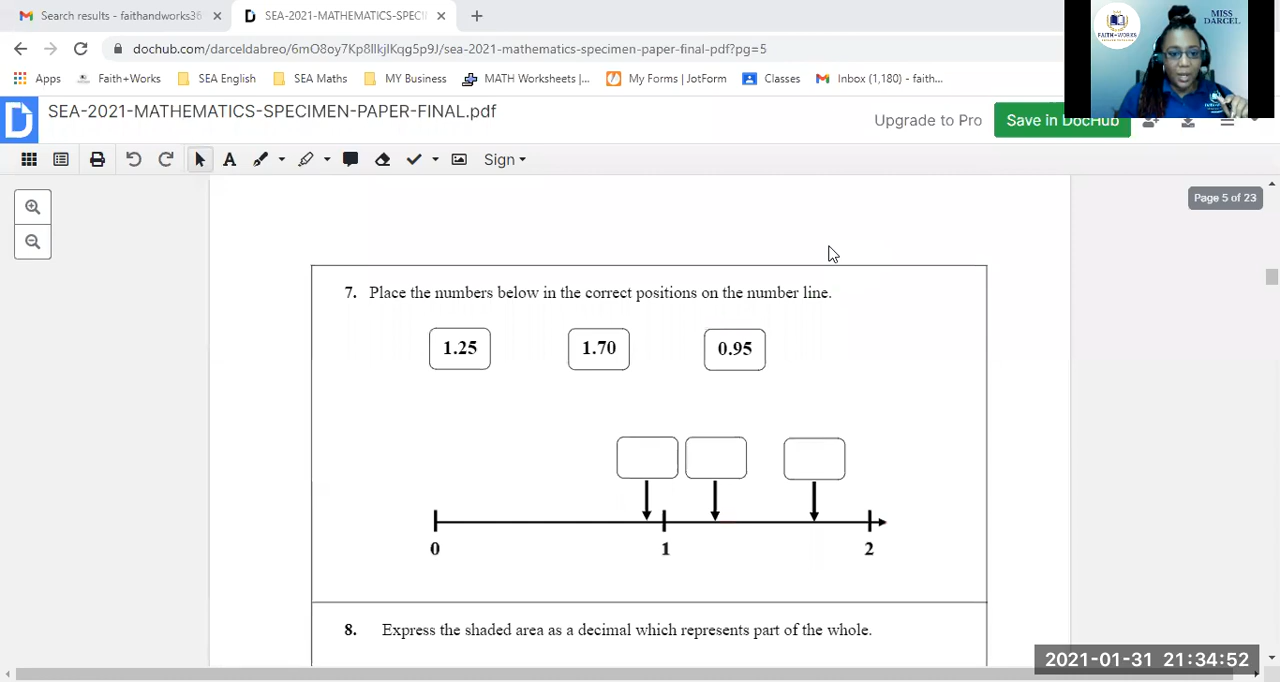 Search results - faithandworks36
SEA-2021-MATHEMATICS-SPECI
dochub.com/darceldabreo/6mO8oy7Kp8llkjlKqep59J/sea-2021-mathematics-specimen-paper-final-pdf?pg=5
Apps
Faith+Works
SEA English
SEA Maths
MY Business
MATH Worksheets |...
My Forms | JotForm
Classes
Inbox (1,180) - faith...
MISS
DARCEL
FAITH+WORKS
SEA-2021-MATHEMATICS-SPECIMEN-PAPER-FINAL.pdf
Upgrade to Pro
Save in DocHub
Sign
Page 5 of 23
7. Place the numbers below in the correct positions on the number line.
1.25 1.70 0.95
0 1 2
8. Express the shaded area as a decimal which represents part of the whole.
2021-01-31 21:34:52